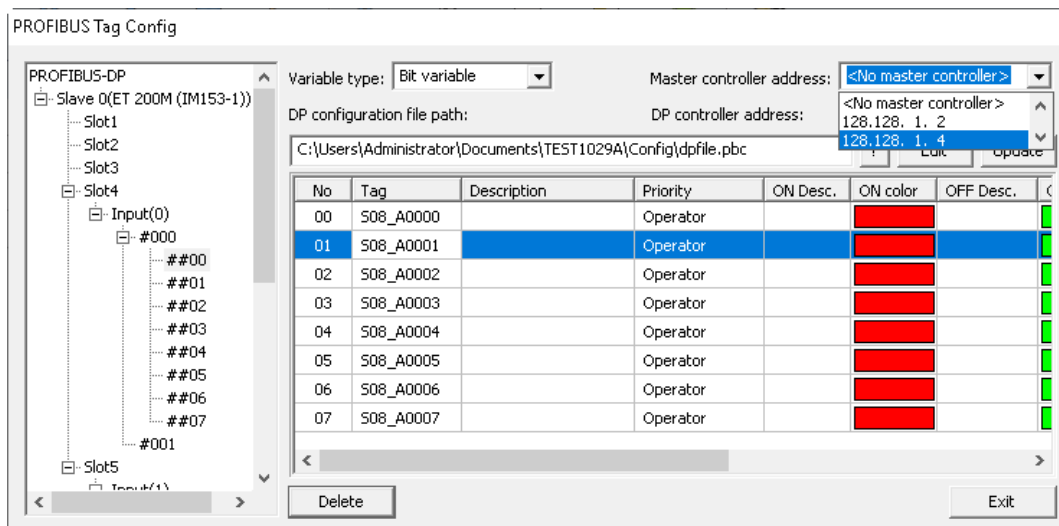 PROFIBUS Tag Config
PROFIBUS-DP
Slave 0(ET 200M (IM153-1))
Slot1
Slot2
Slot3
Slot4
Input(0)
#000
##00
##01
##02
##03
##04
##05
##06
##07
#001
Slot5
Variable type: Bit variable
Master controller address: <No master controller>
<No master controller>
128.128. 1. 2
128.128. 1. 4
DP configuration file path:
DP controller address:
C:\Users\Administrator\Documents\TEST1029A\Config\dpfile.pbc
Edit Update
No Tag Description Priority ON Desc. ON color OFF Desc.
00 S08_A0000 Operator
01 S08_A0001 Operator
02 S08_A0002 Operator
03 S08_A0003 Operator
04 S08_A0004 Operator
05 S08_A0005 Operator
06 S08_A0006 Operator
07 S08_A0007 Operator
Delete
Exit